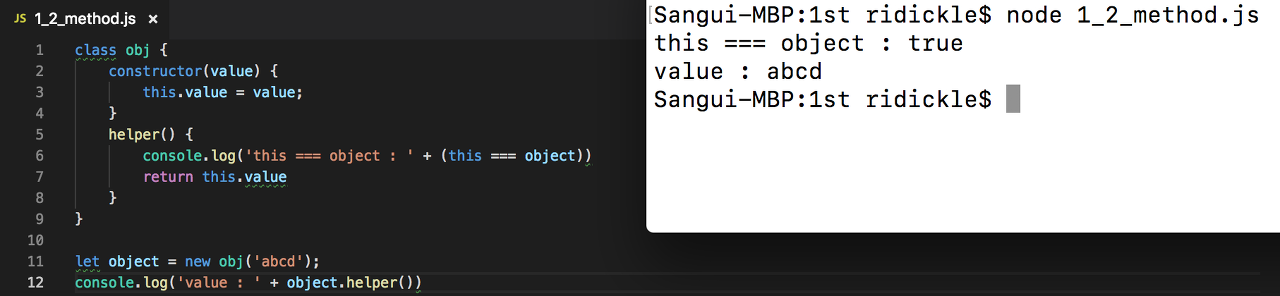 JS 1_2_method.js ×
1 class obj {
2 constructor(value) {
3 this.value = value;
4 }
5 helper() {
6 console.log('this === object : ' + (this === object))
7 return this.value
8 }
9 }
10
11 let object = new obj('abcd');
12 console.log('value : ' + object.helper())
[Sangui-MBP:1st ridickle$ node 1_2_method.js
this === object : true
value : abcd
Sangui-MBP:1st ridickle$